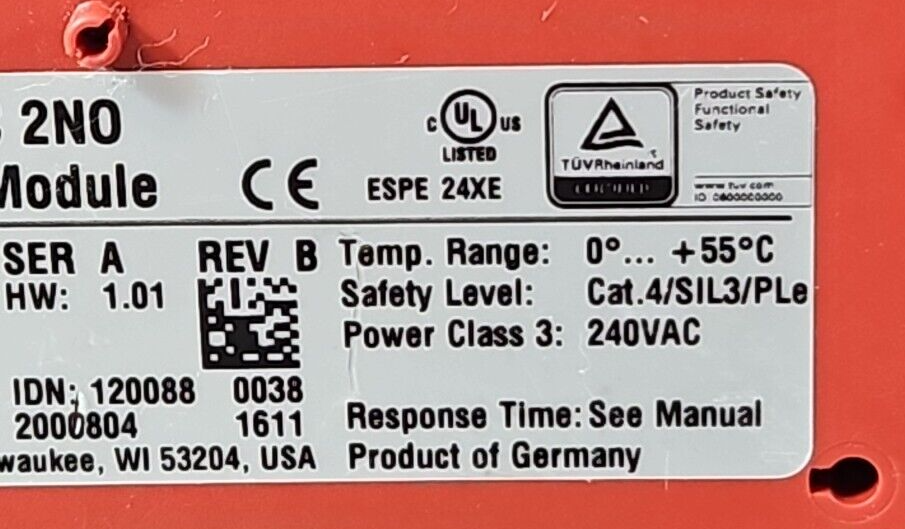 2NO
Module
CE
C UL US
LISTED
ESPE 24XE
TÜVRheinland
Product Safety
Functional
Safety
www.tuv.com
SER A REV B
HW: 1.01
IDN: 120088 0038
2000804 1611
waukee, WI 53204, USA
Temp. Range: 0°... +55°C
Safety Level: Cat.4/SIL3/PLe
Power Class 3: 240VAC
Response Time: See Manual
Product of Germany